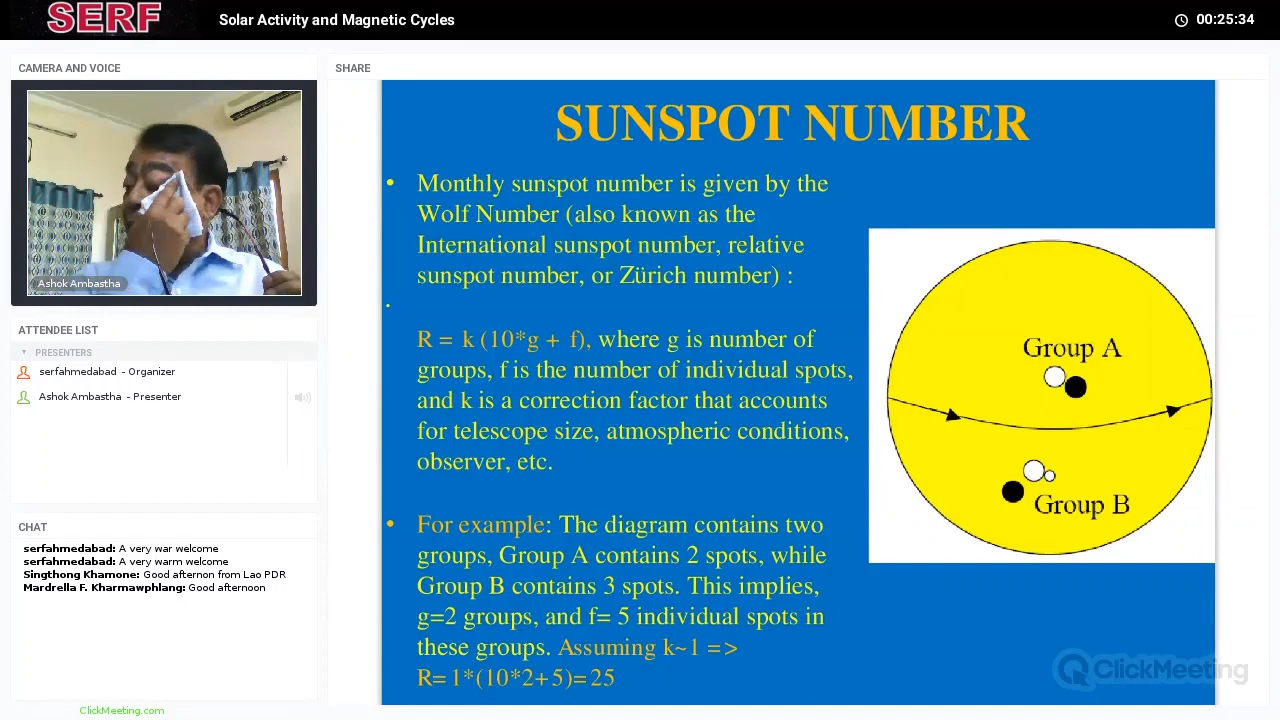 SERF
Solar Activity and Magnetic Cycles
00:25:34
CAMERA AND VOICE
Ashok Ambastha
ATTENDEE LIST
PRESENTERS
serfahmedabad - Organizer
Ashok Ambastha - Presenter
CHAT
serfahmedabad: A very war welcome
serfahmedabad: A very warm welcome
Singthong Khamone: Good afternon from Lao PDR
Mardrella F. Kharmawphlang: Good afternoon
ClickMeeting.com
SHARE
SUNSPOT NUMBER
• Monthly sunspot number is given by the
Wolf Number (also known as the
International sunspot number, relative
sunspot number, or Zürich number) :
•
R = k (10*g + f), where g is number of
groups, f is the number of individual spots,
and k is a correction factor that accounts
for telescope size, atmospheric conditions,
observer, etc.
• For example: The diagram contains two
groups, Group A contains 2 spots, while
Group B contains 3 spots. This implies,
g=2 groups, and f= 5 individual spots in
these groups. Assuming k~1 =>
R=1*(10*2+5)=25
Group A
Group B
ClickMeeting